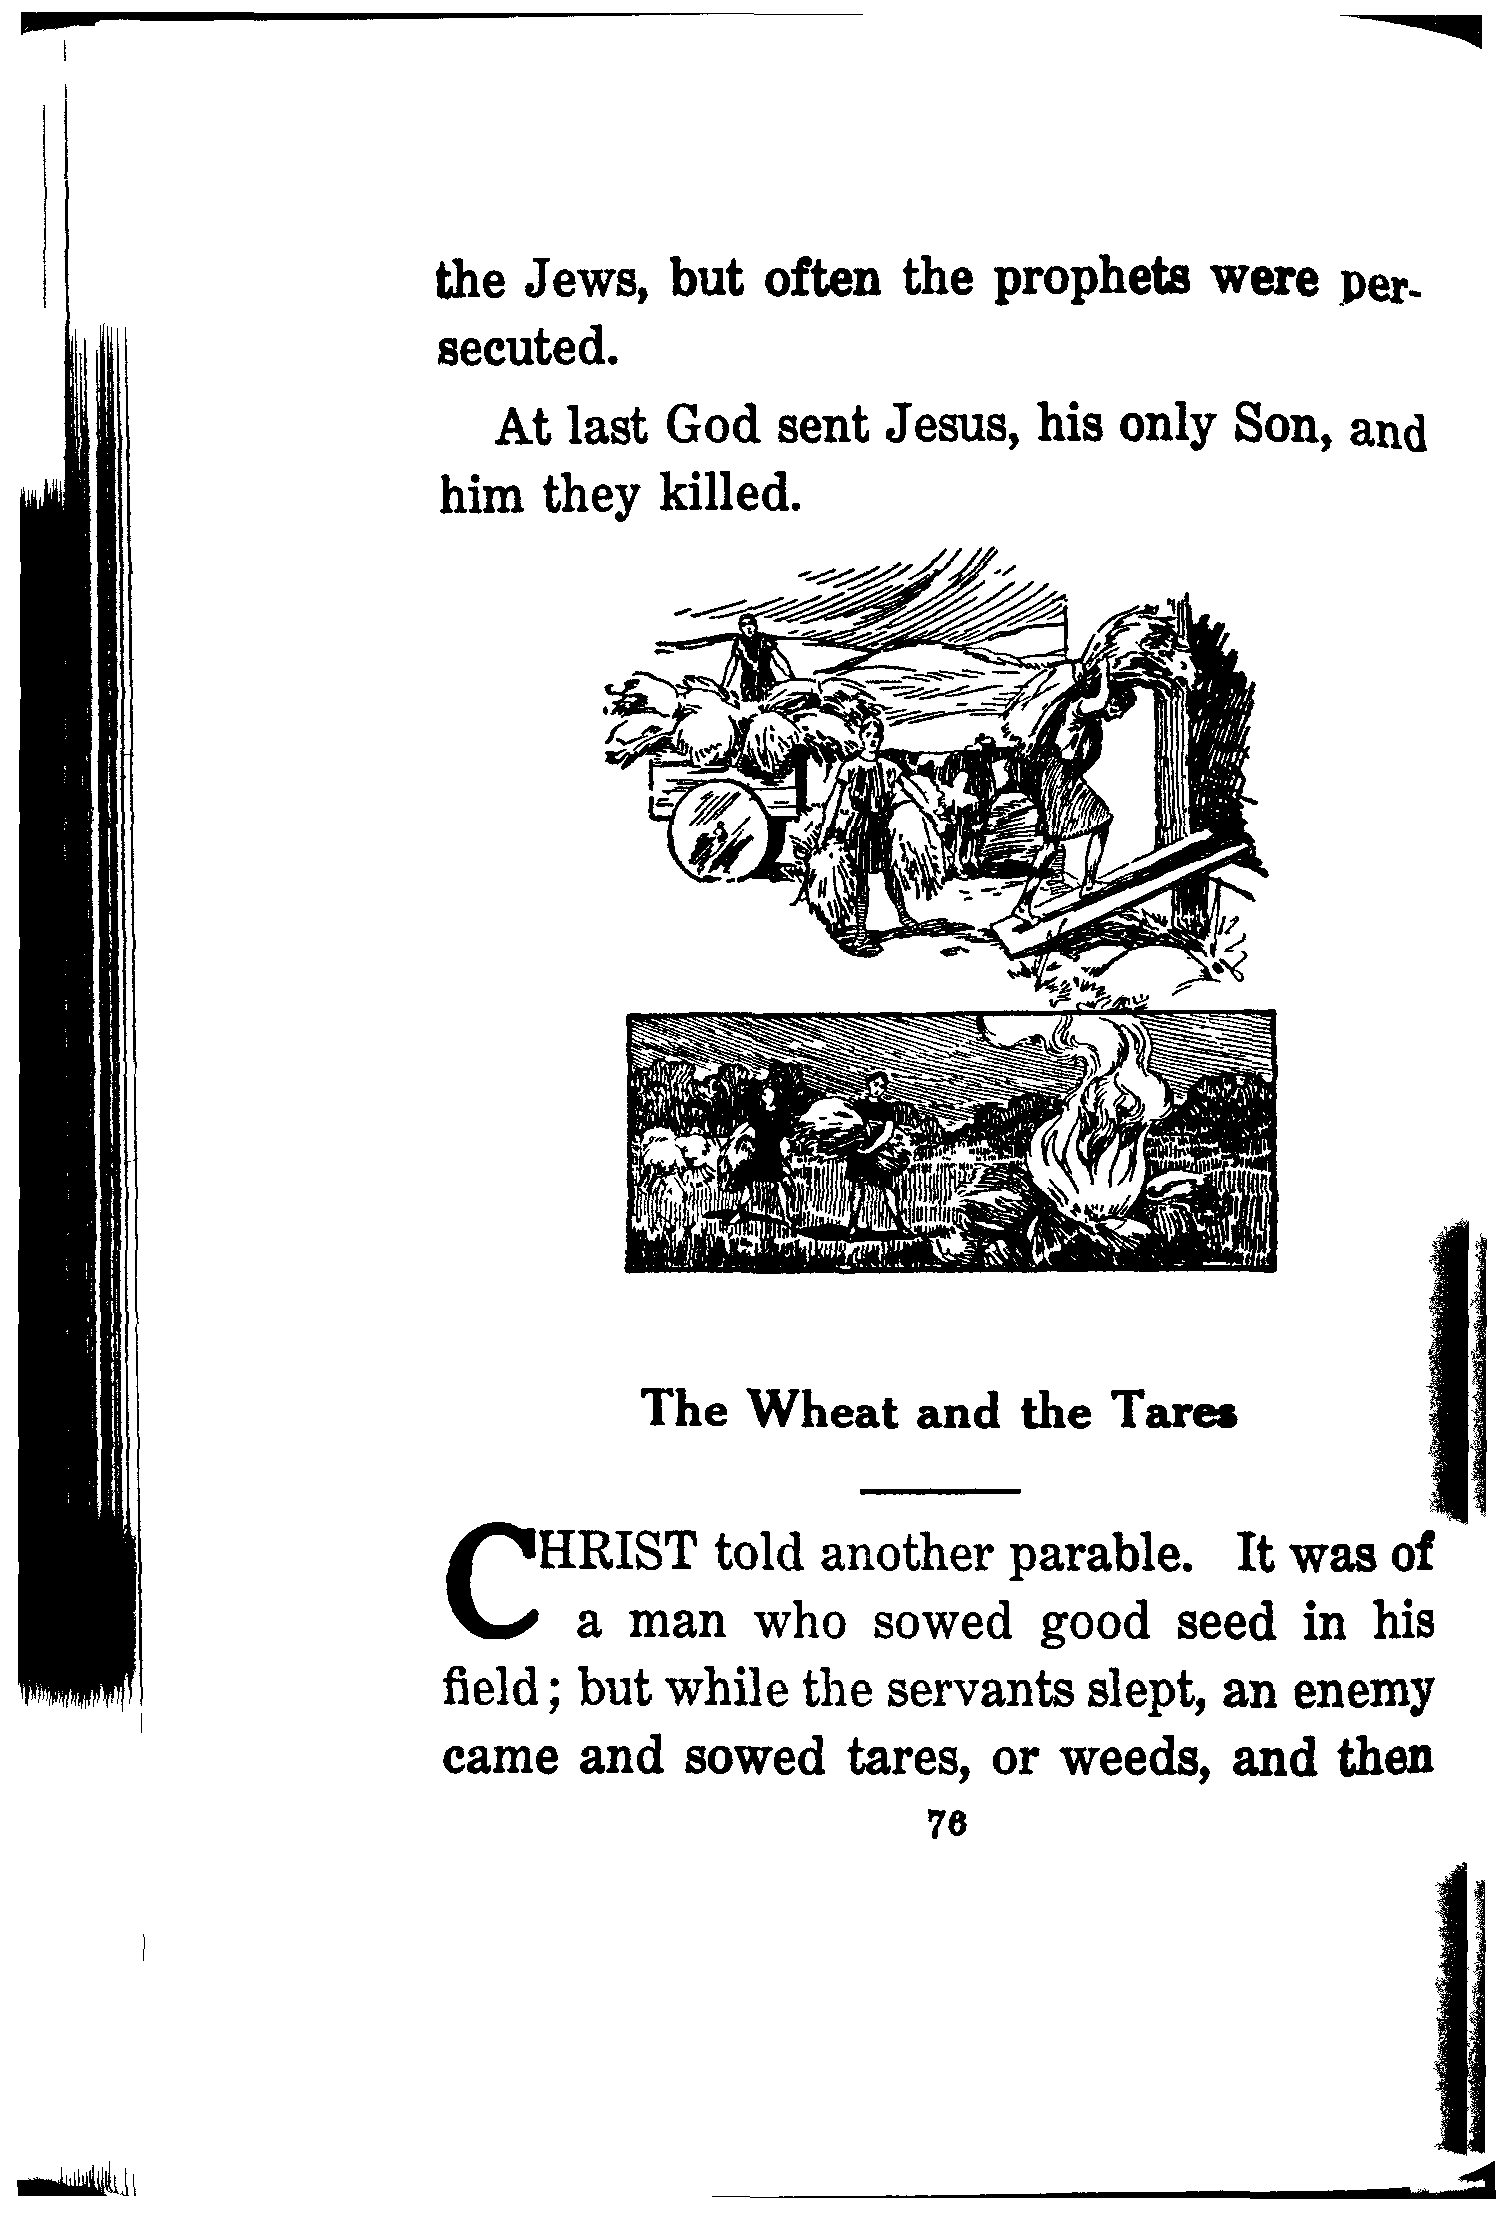 the Jews, but often the prophets were per-
secuted.
At last God sent Jesus, his only Son, and
him they killed.
The Wheat and the Tares
CHRIST told another parable. It was of
a man who sowed good seed in his
field; but while the servants slept, an enemy
came and sowed tares, or weeds, and then
76